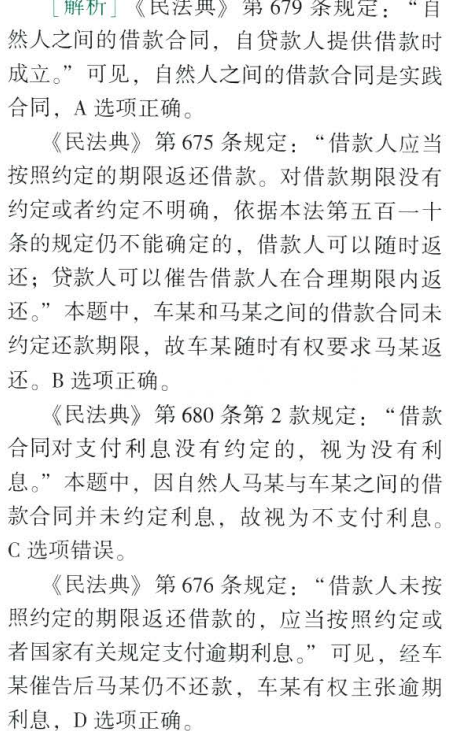 [解析]《民法典》第 679 条规定：“自
然人之间的借款合同，自贷款人提供借款时
成立。”可见，自然人之间的借款合同是实践
合同，A 选项正确。
《民法典》第 675 条规定：“借款人应当
按照约定的期限返还借款。对借款期限没有
约定或者约定不明确，依据本法第五百一十
条的规定仍不能确定的，借款人可以随时返
还；贷款人可以催告借款人在合理期限内返
还。”本题中，车某和马某之间的借款合同未
约定还款期限，故车某随时有权要求马某返
还。B 选项正确。
《民法典》第 680 条第 2 款规定：“借款
合同对支付利息没有约定的，视为没有利
息。”本题中，因自然人马某与车某之间的借
款合同并未约定利息，故视为不支付利息。
C 选项错误。
《民法典》第 676 条规定：“借款人未按
照约定的期限返还借款的，应当按照约定或
者国家有关规定支付逾期利息。”可见，经车
某催告后马某仍不还款，车某有权主张逾期
利息，D 选项正确。